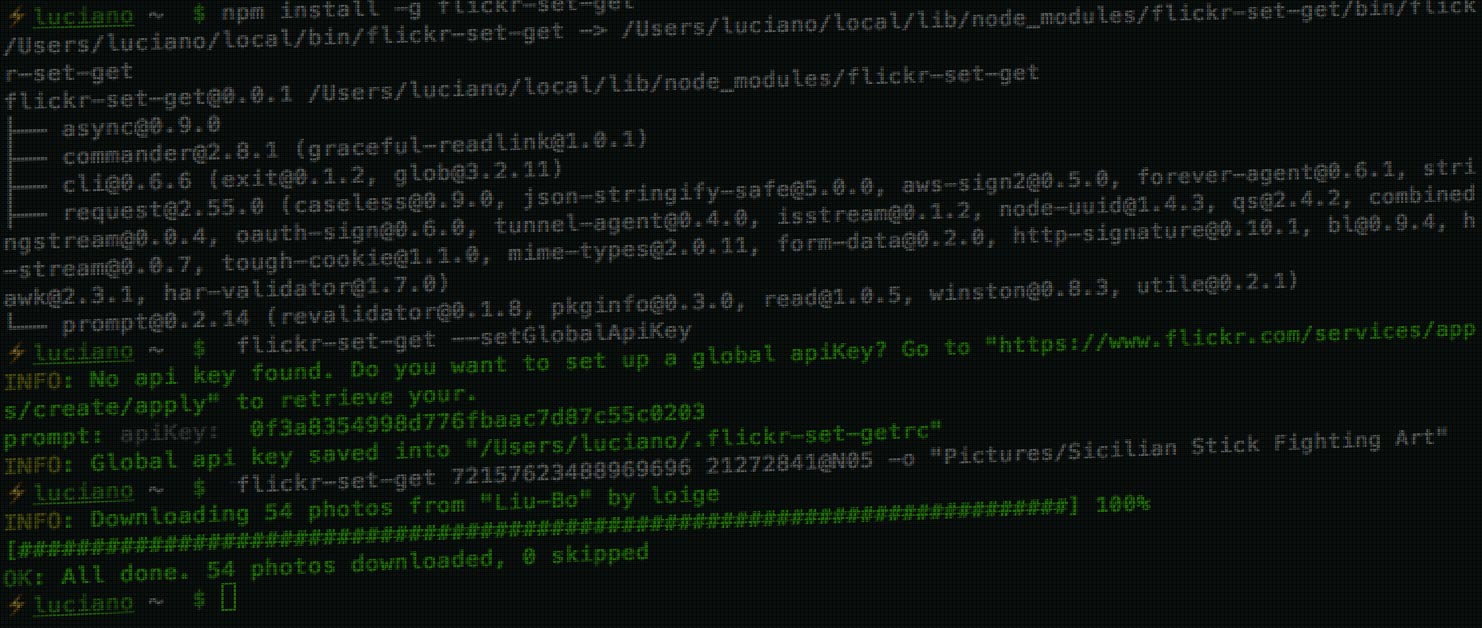 ⚡ luciano ~ $ npm install -g flickr-set-get
/Users/luciano/local/bin/flickr-set-get -> /Users/luciano/local/lib/node_modules/flickr-set-get/bin/flick
r-set-get
flickr-set-get@0.0.1 /Users/luciano/local/lib/node_modules/flickr-set-get
├── async@0.9.0
├── commander@2.8.1 (graceful-readlink@1.0.1)
├── cli@0.6.6 (exit@0.1.2, glob@3.2.11)
├── request@2.55.0 (caseless@0.9.0, json-stringify-safe@5.0.0, aws-sign2@0.5.0, forever-agent@0.6.1, stri
ngstream@0.0.4, oauth-sign@0.6.0, tunnel-agent@0.4.0, isstream@0.1.2, node-uuid@1.4.3, qs@2.4.2, combined
-stream@0.0.7, tough-cookie@1.1.0, mime-types@2.0.11, form-data@0.2.0, http-signature@0.10.1, bl@0.9.4, h
awk@2.3.1, har-validator@1.7.0)
└── prompt@0.2.14 (revalidator@0.1.8, pkginfo@0.3.0, read@1.0.5, winston@0.8.3, utile@0.2.1)
⚡ luciano ~ $ flickr-set-get --setGlobalApiKey
INFO: No api key found. Do you want to set up a global apiKey? Go to "https://www.flickr.com/services/app
s/create/apply" to retrieve your.
prompt: apiKey: 0f3a8354998d776fbaac7d87c55c0203
INFO: Global api key saved into "/Users/luciano/.flickr-set-getrc"
⚡ luciano ~ $ flickr-set-get 72157623408969696 21272841@N05 -o "Pictures/Sicilian Stick Fighting Art"
INFO: Downloading 54 photos from "Liu-Bo" by loige
[#########################################################################] 100%
OK: All done. 54 photos downloaded, 0 skipped
⚡ luciano ~ $